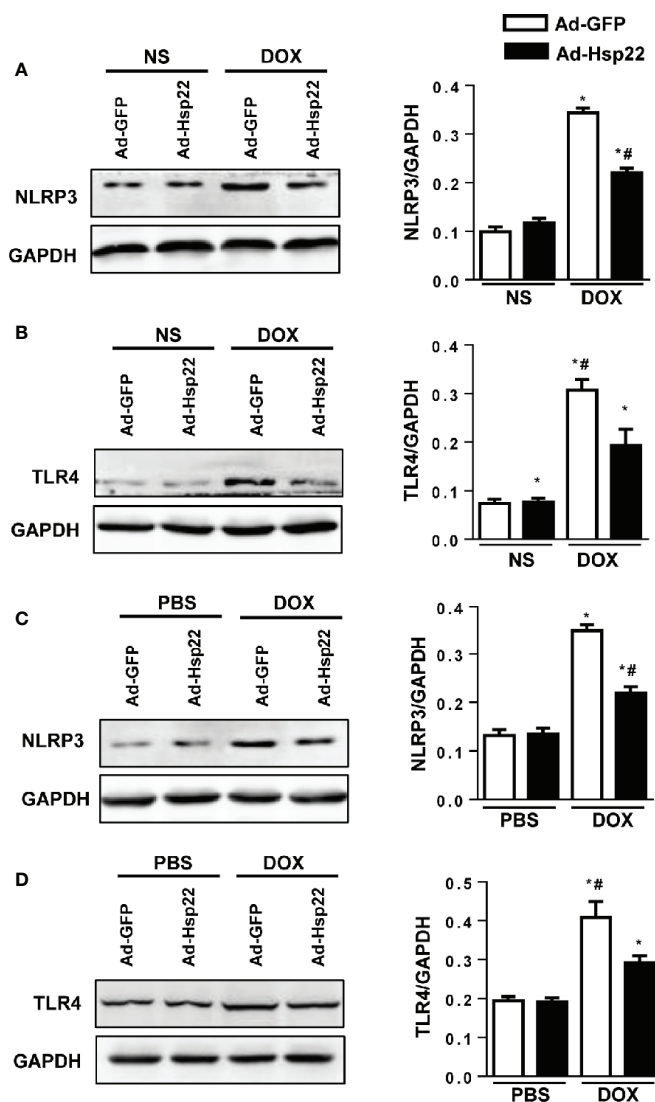 Ad-GFP
Ad-Hsp22
A
NS DOX
Ad-GFP Ad-Hsp22 Ad-GFP Ad-Hsp22
NLRP3
GAPDH
NLRP3/GAPDH
0.4
0.3
0.2
0.1
0.0
*
*#
NS DOX
B
NS DOX
Ad-GFP Ad-Hsp22 Ad-GFP Ad-Hsp22
TLR4
GAPDH
TLR4/GAPDH
0.4
0.3
0.2
0.1
0.0
*
*#
*
NS DOX
C
PBS DOX
Ad-GFP Ad-Hsp22 Ad-GFP Ad-Hsp22
NLRP3
GAPDH
NLRP3/GAPDH
0.4
0.3
0.2
0.1
0.0
*
*#
PBS DOX
D
PBS DOX
Ad-GFP Ad-Hsp22 Ad-GFP Ad-Hsp22
TLR4
GAPDH
TLR4/GAPDH
0.5
0.4
0.3
0.2
0.1
0.0
*#
*
PBS DOX